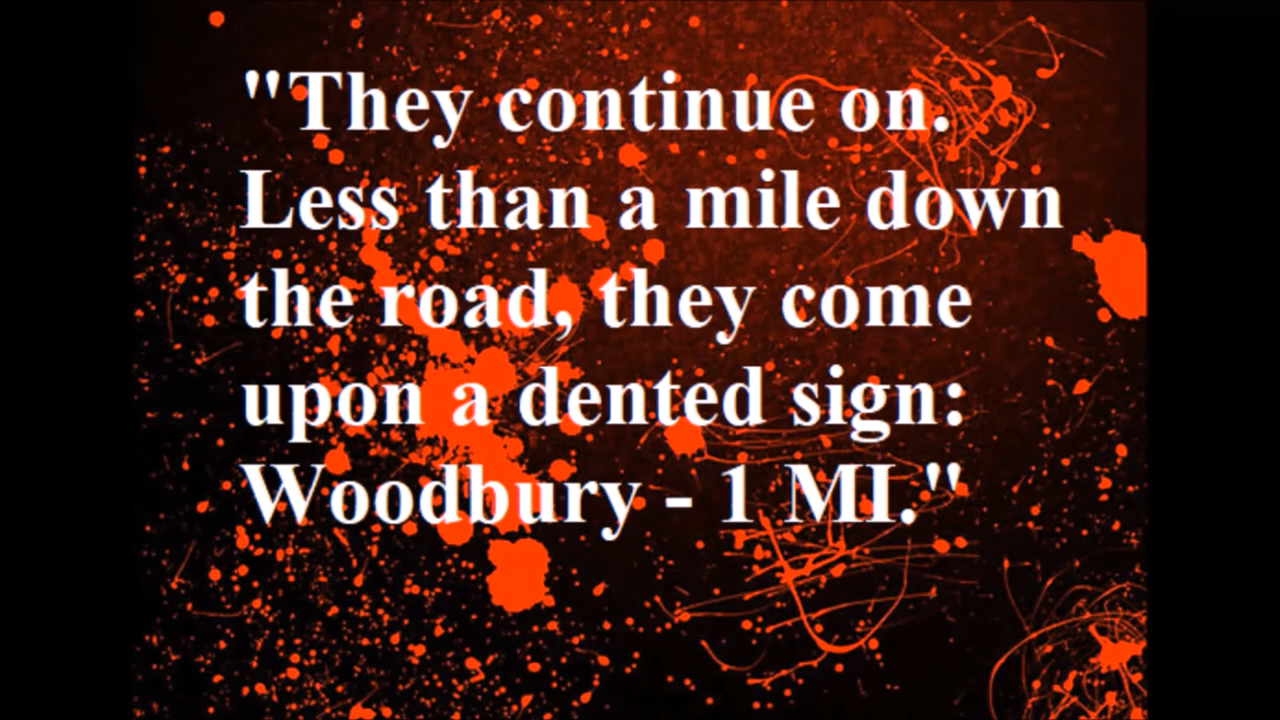 "They continue on.
Less than a mile down
the road, they come
upon a dented sign:
Woodbury - 1 MI."